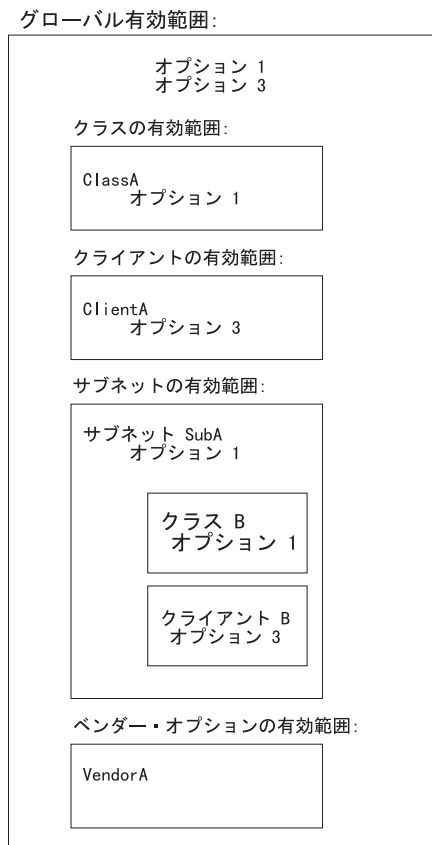 グローバル有効範囲:
オプション 1
オプション 3
クラスの有効範囲:
ClassA
オプション 1
クライアントの有効範囲:
ClientA
オプション 3
サブネットの有効範囲:
サブネット SubA
オプション 1
クラス B
オプション 1
クライアント B
オプション 3
ベンダー・オプションの有効範囲:
VendorA